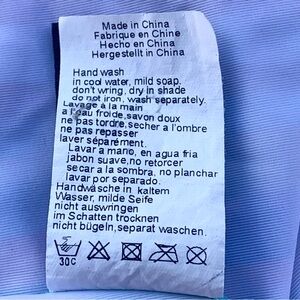 Made in China
Fabrique en Chine
Hecho en China
Hergestellt in China
Hand wash
in cool water, mild soap.
don't wring, dry in shade
do not iron, wash separately.
Lavage à la main
a l'eau froide, savon doux
ne pas tordre, secher a l'ombre
ne pas repasser
laver séparément.
Lavar a mano, en agua fria
jabon suave, no retorcer
secar a la sombra, no planchar
lavar por separado.
Handwäsche in kaltem
Wasser, milde Seife
nicht auswringen
im Schatten trocknen
nicht bügeln, separat waschen.
30C